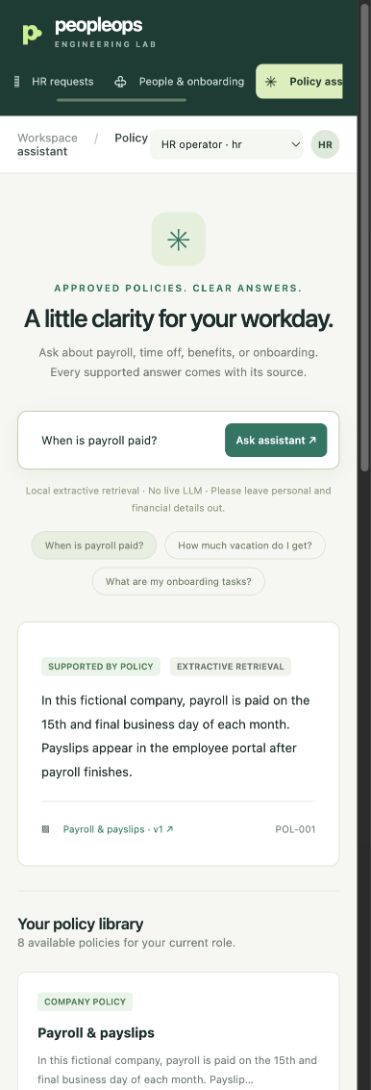 peopleops
ENGINEERING LAB
HR requests
People & onboarding
Policy ass
Workspace / Policy
assistant
HR operator · hr
HR
APPROVED POLICIES. CLEAR ANSWERS.
A little clarity for your workday.
Ask about payroll, time off, benefits, or onboarding.
Every supported answer comes with its source.
When is payroll paid?
Ask assistant ↗
Local extractive retrieval · No live LLM · Please leave personal and
financial details out.
When is payroll paid?
How much vacation do I get?
What are my onboarding tasks?
SUPPORTED BY POLICY
EXTRACTIVE RETRIEVAL
In this fictional company, payroll is paid on the
15th and final business day of each month.
Payslips appear in the employee portal after
payroll finishes.
Payroll & payslips · v1 ↗
POL-001
Your policy library
8 available policies for your current role.
COMPANY POLICY
Payroll & payslips
In this fictional company, payroll is paid on the 15th and
final business day of each month. Payslip...